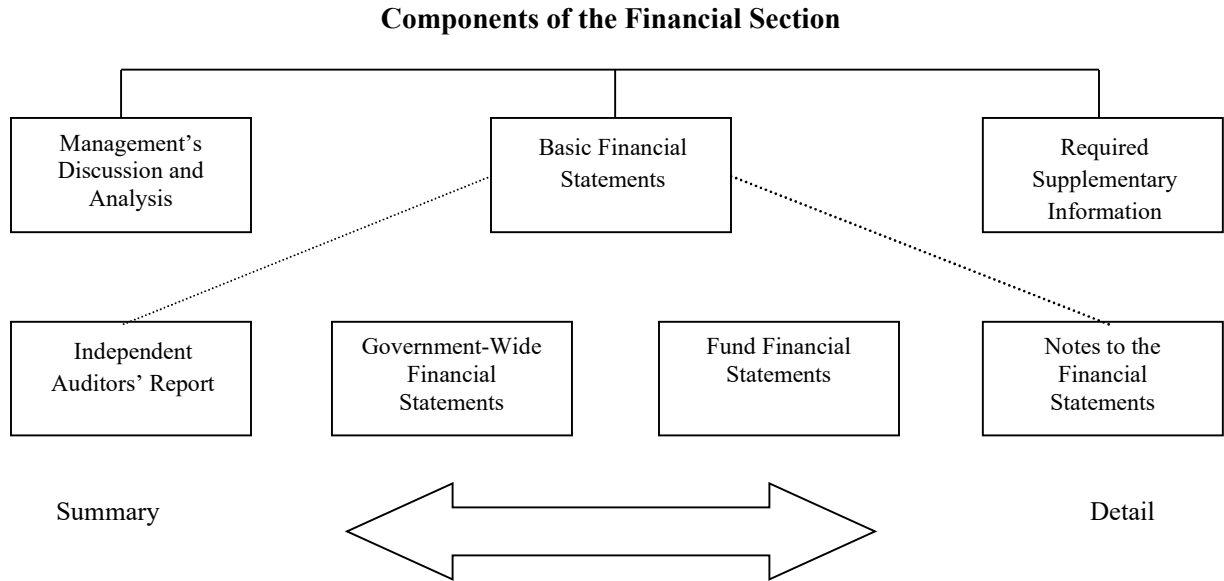 Components of the Financial Section
Management’s
Discussion and
Analysis
Basic Financial
Statements
Required
Supplementary
Information
Independent
Auditors’ Report
Government-Wide
Financial
Statements
Fund Financial
Statements
Notes to the
Financial
Statements
Summary
Detail